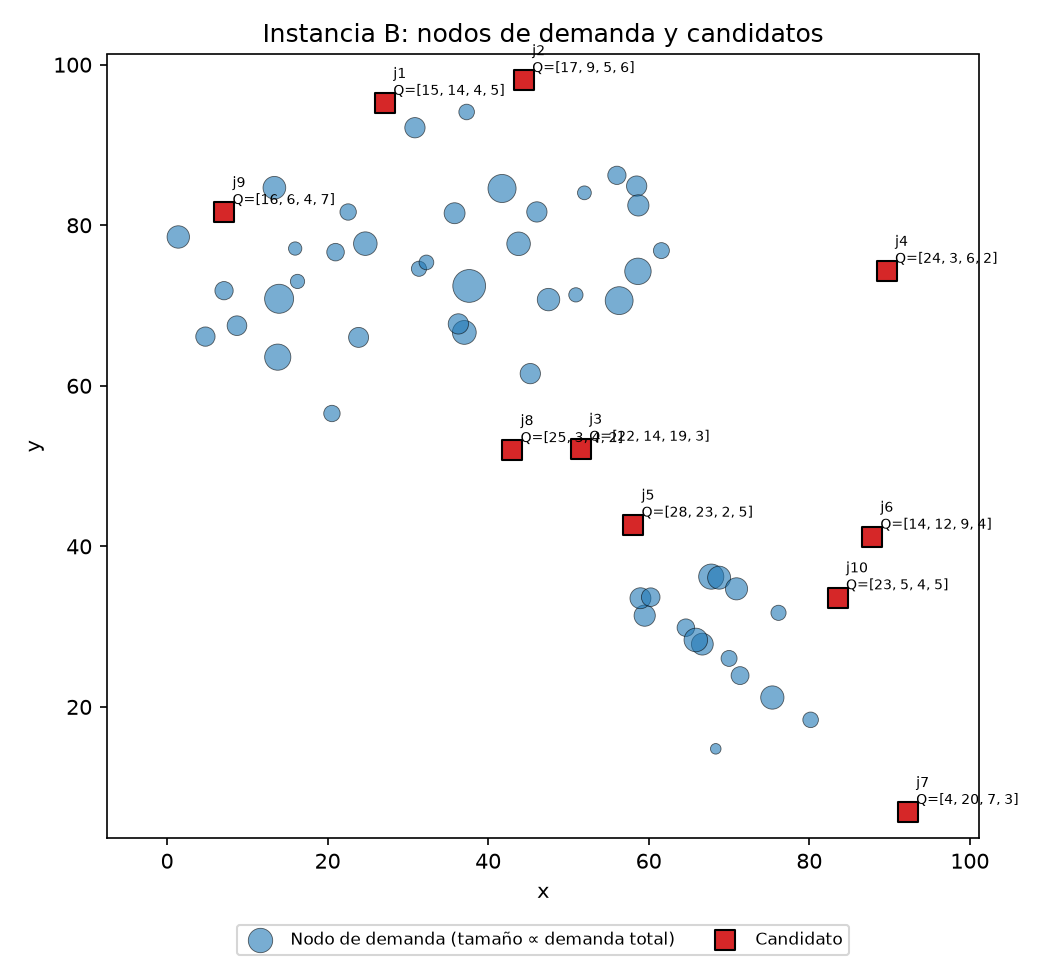 Instancia B: nodos de demanda y candidatos
j2
Q=[17, 9, 5, 6]
j1
Q=[15, 14, 4, 5]
j9
Q=[16, 6, 4, 7]
j4
Q=[24, 3, 6, 2]
j8
Q=[25, 3, 4, 2]
j3
Q=[22, 14, 19, 3]
j5
Q=[28, 23, 2, 5]
j6
Q=[14, 12, 9, 4]
j10
Q=[23, 5, 4, 5]
j7
Q=[4, 20, 7, 3]
100
80
60
40
20
y
0 20 40 60 80 100
x
Nodo de demanda (tamaño ∝ demanda total) Candidato